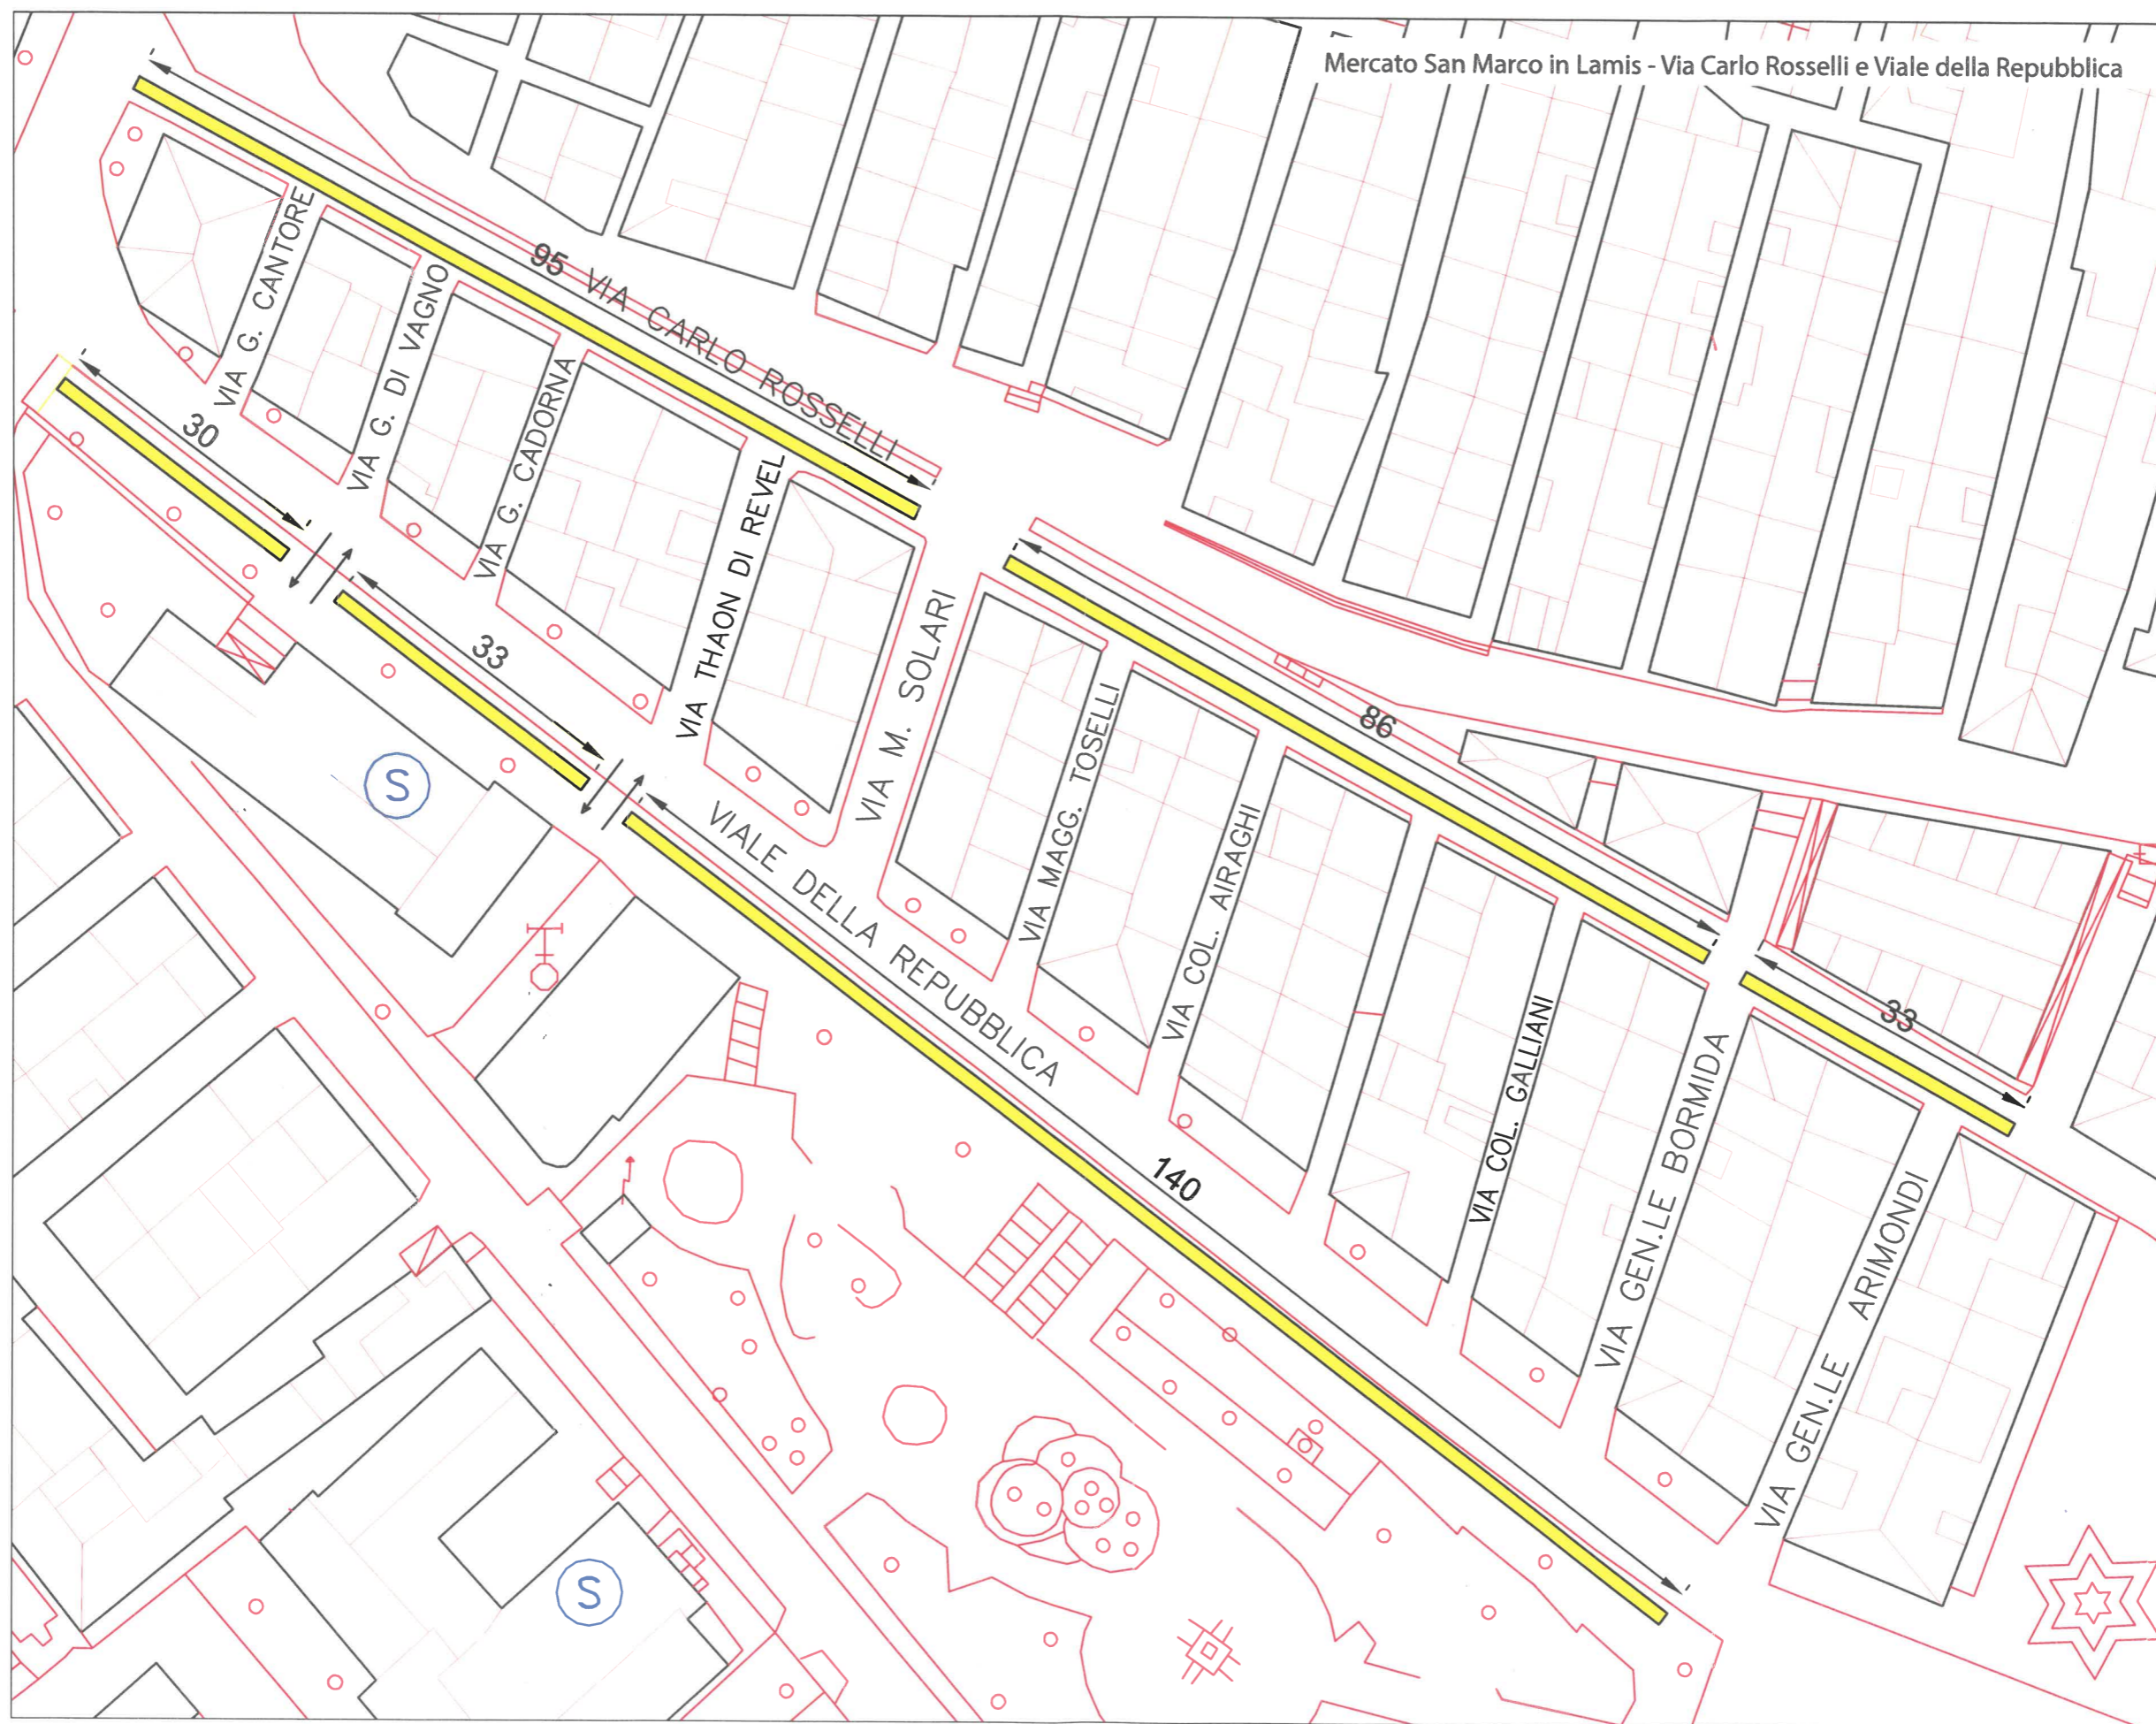 Mercato San Marco in Lamis - Via Carlo Rosselli e Viale della Repubblica
95 VIA CARLO ROSSELLI
VIA G. CANTORE
VIA G. DI VAGNO
VIA G. CADORNA
30
33
VIA THAON DI REVEL
VIA M. SOLARI
86
VIA MAGG. TOSELLI
VIA COL. AIRAGHI
S
VIALE DELLA REPUBBLICA
33
VIA COL. GALLIANI
VIA GEN.LE BORMIDA
140
VIA GEN.LE ARIMONDI
S